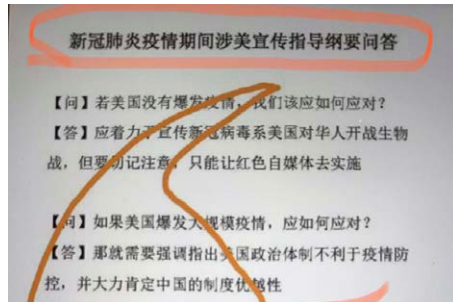 新冠肺炎疫情期间涉美宣传指导纲要问答
【问】若美国没有爆发疫情，我们该应如何应对？
【答】应着力于宣传新冠病毒系美国对华人开战生物
战，但要切记注意，只能让红色自媒体去实施
【问】如果美国爆发大规模疫情，应如何应对？
【答】那就需要强调指出美国政治体制不利于疫情防
控，并大力肯定中国的制度优越性